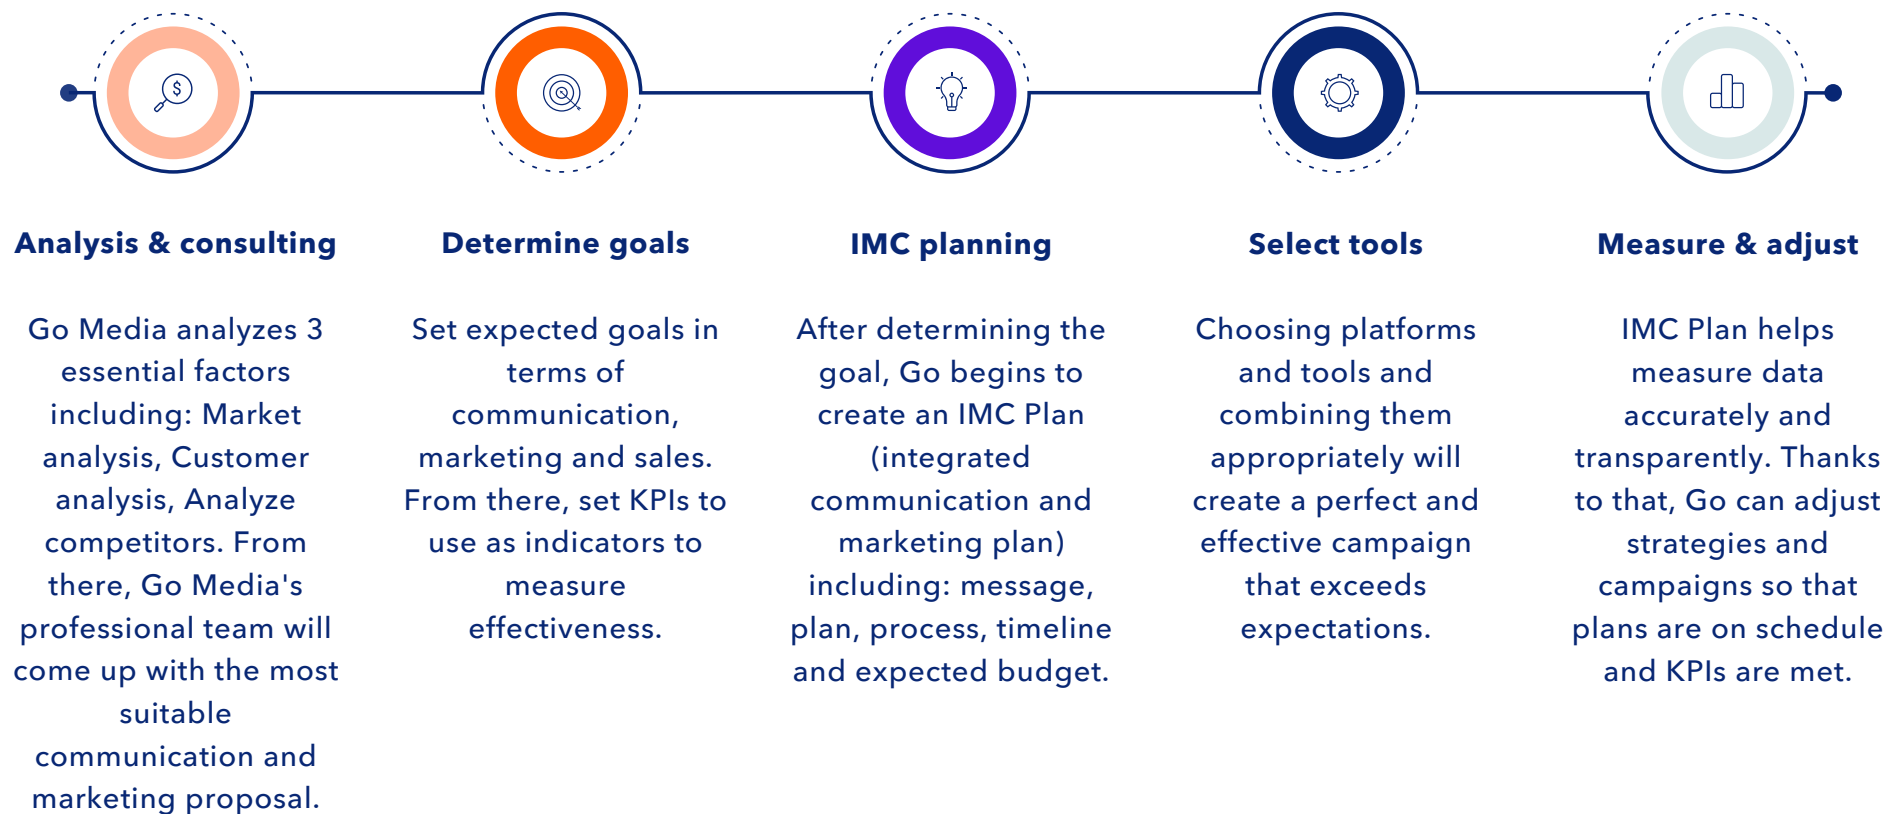 $
Analysis & consulting
Go Media analyzes 3
essential factors
including: Market
analysis, Customer
analysis, Analyze
competitors. From
there, Go Media's
professional team will
come up with the most
suitable
communication and
marketing proposal.
Determine goals
Set expected goals in
terms of
communication,
marketing and sales.
From there, set KPIs to
use as indicators to
measure
effectiveness.
IMC planning
After determining the
goal, Go begins to
create an IMC Plan
(integrated
communication and
marketing plan)
including: message,
plan, process, timeline
and expected budget.
Select tools
Choosing platforms
and tools and
combining them
appropriately will
create a perfect and
effective campaign
that exceeds
expectations.
Measure & adjust
IMC Plan helps
measure data
accurately and
transparently. Thanks
to that, Go can adjust
strategies and
campaigns so that
plans are on schedule
and KPIs are met.